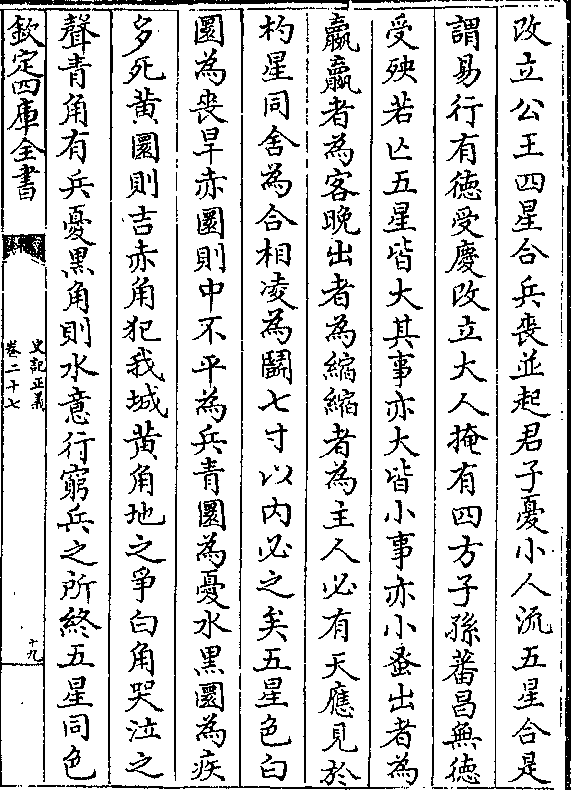 改立公王四星合兵喪並起君子憂小人流五星合是
謂易行有德受慶改立大人掩有四方子孫蕃昌無德
受殃若亡五星皆大其事亦大皆小事亦小蚤出者為
贏贏者為客晚出者為縮縮者為主人必有天應見於
杓星同舍為合相凌為鬭七寸以内必之矣五星色白
圜為喪旱赤圜則中不平為兵青圜為憂水黒圜為疾
多死黄圜則吉赤角犯我城黄角地之爭白角哭泣之
聲青角有兵憂黒角則水意行窮兵之所終五星同色
欽定四庫全書
史記正義
卷二十七
十九